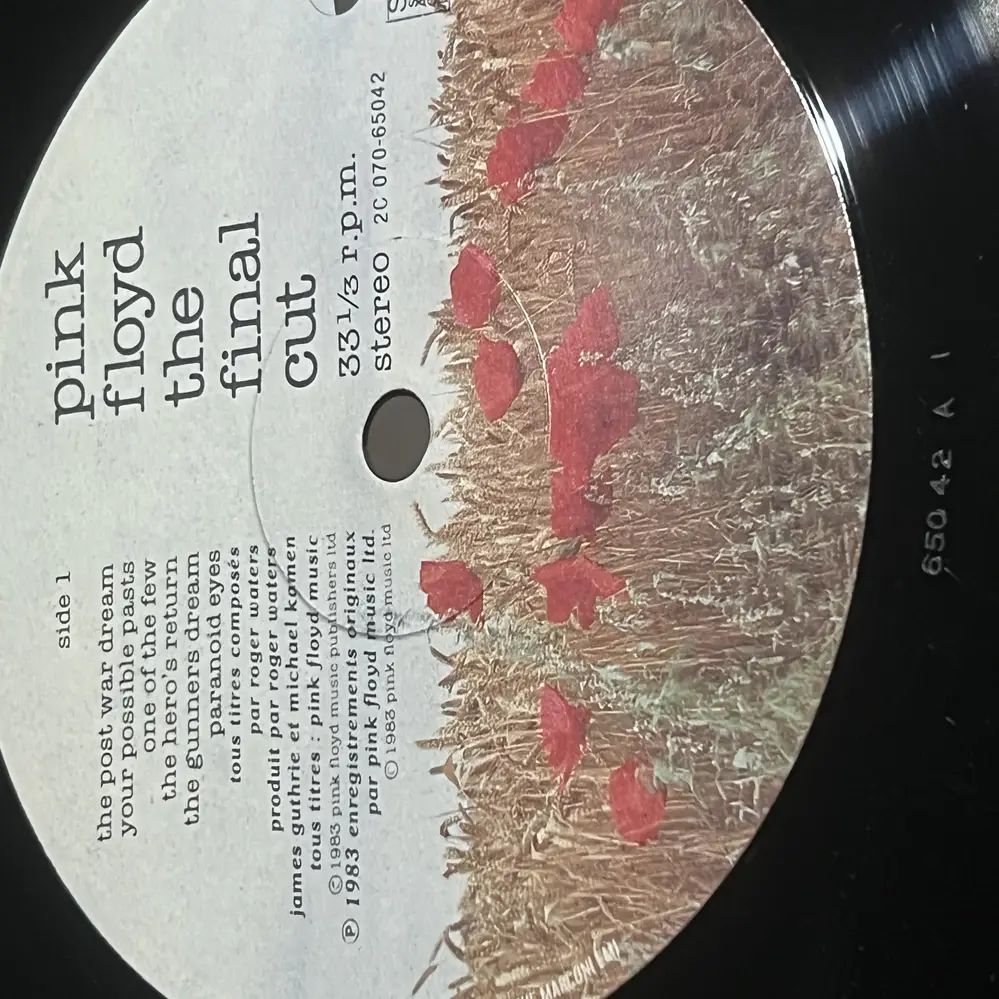 pink
floyd
the
final
cut
33 1/3 r.p.m.
stereo 2C 070-65042
side 1
the post war dream
your possible pasts
one of the few
the hero's return
the gunners dream
paranoid eyes
tous titres composés
par roger waters
produit par roger waters
james guthrie et michael kamen
tous titres : pink floyd music
© 1983 pink floyd music publishers ltd
℗ 1983 enregistrements originaux
par pink floyd music ltd.
© 1983 pink floyd music ltd
MARCONI
65042 A 1